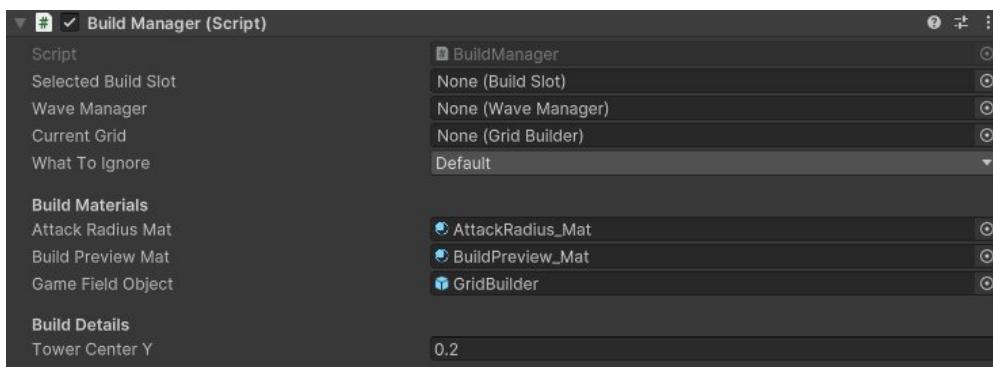 # Build Manager (Script)
Script # BuildManager
Selected Build Slot None (Build Slot)
Wave Manager None (Wave Manager)
Current Grid None (Grid Builder)
What To Ignore Default
Build Materials
Attack Radius Mat AttackRadius_Mat
Build Preview Mat BuildPreview_Mat
Game Field Object GridBuilder
Build Details
Tower Center Y 0.2